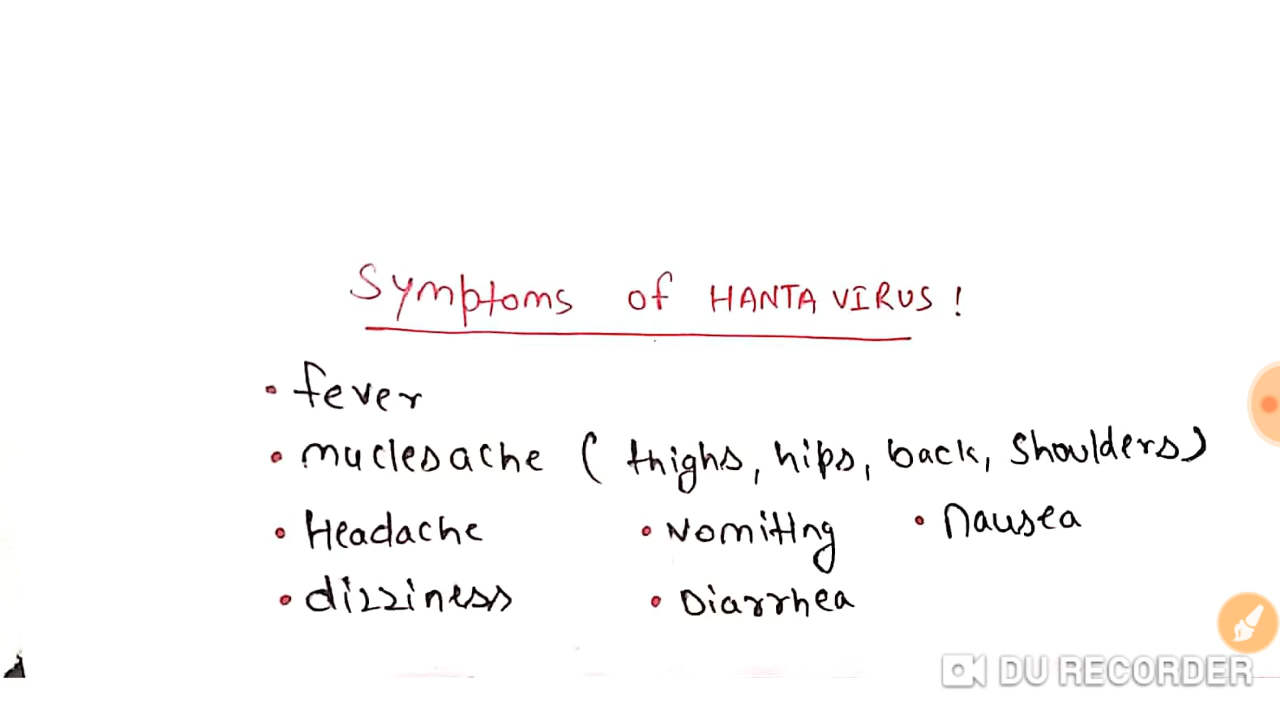 Symptoms of HANTA VIRUS!
• fever
• muclesache ( thighs, hips, back, Shoulders)
• Headache • Vomiting • Nausea
• dizziness • Diarrhea
DU RECORDER